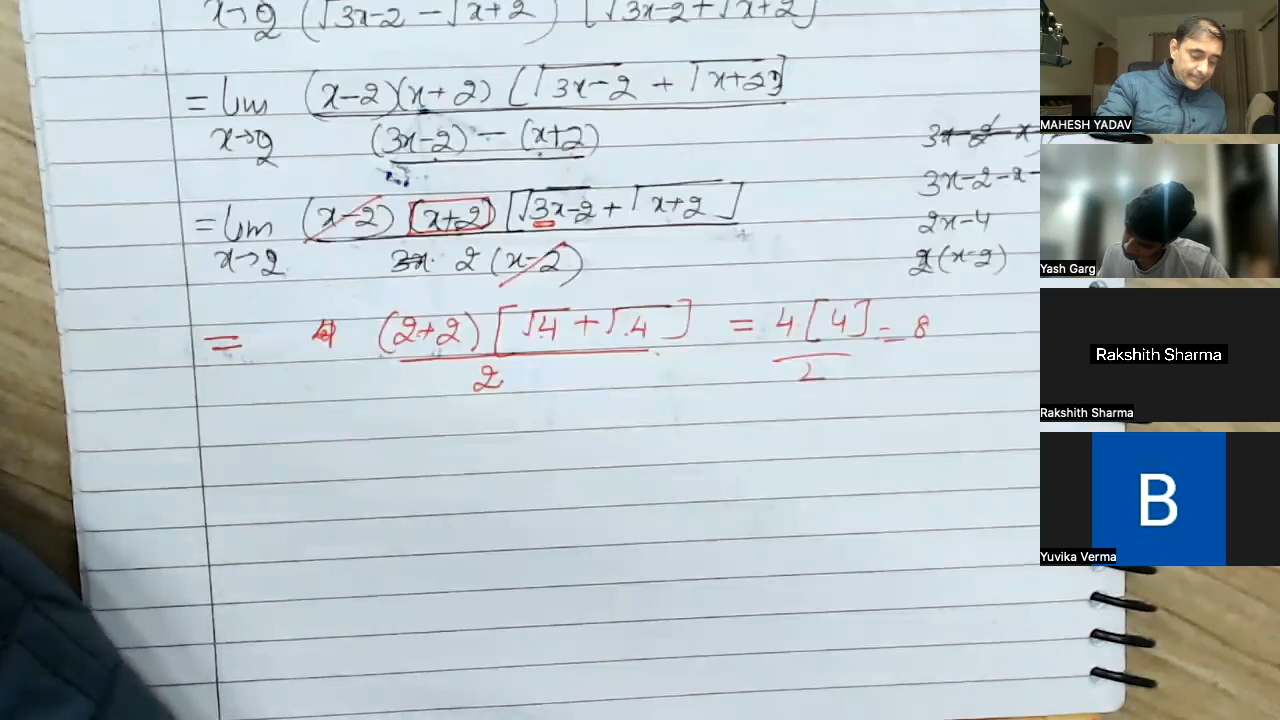 x→2 (√3x-2 - √x+2) [√3x-2 + √x+2]
= lim (x-2)(x+2) [√3x-2 + √x+2]
x→2 (3x-2) - (x+2)
3x-2-x
= lim (x-2) (x+2) [√3x-2 + √x+2]
3x-2-x-
x→2 2(x-2)
2x-4
2(x-2)
= (2+2) [√4 + √4] = 4[4] = 8
2 2
MAHESH YADAV
Yash Garg
Rakshith Sharma
Rakshith Sharma
B
Yuvika Verma